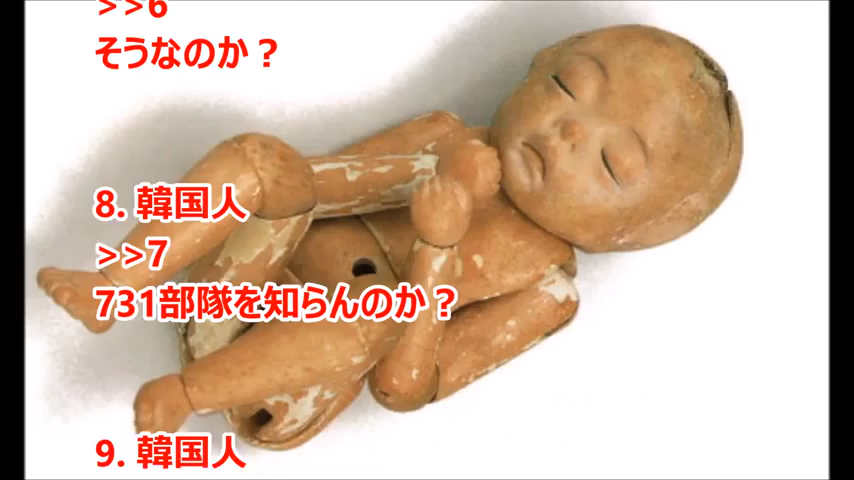 >>6
そうなのか？
8. 韓国人
>>7
731部隊を知らんのか？
9. 韓国人